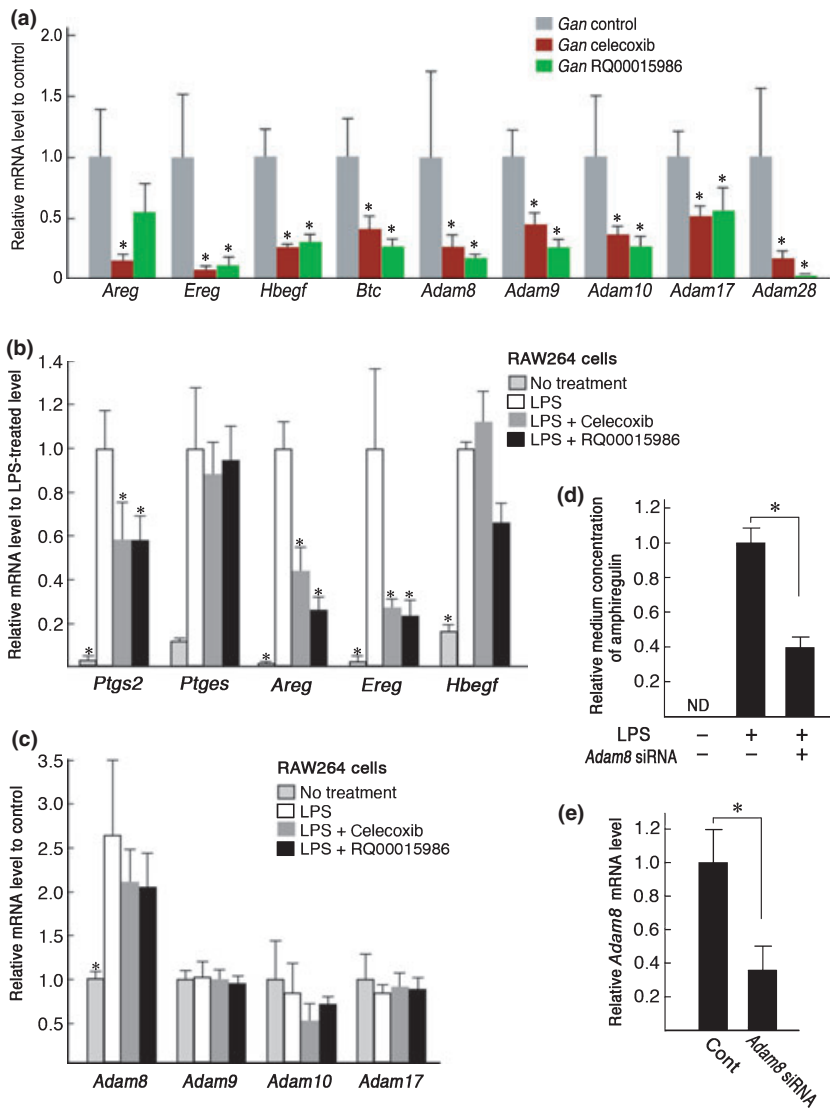 (a)
Relative mRNA level to control
2.0
1.5
1.0
0.5
0
Gan control
Gan celecoxib
Gan RQ00015986
* * * * * * * * * * * * * * * * *
Areg Ereg Hbegf Btc Adam8 Adam9 Adam10 Adam17 Adam28
(b)
Relative mRNA level to LPS-treated level
1.4
1.2
1.0
0.8
0.6
0.4
0.2
RAW264 cells
No treatment
LPS
LPS + Celecoxib
LPS + RQ00015986
* * * * * * * * * *
Ptgs2 Ptges Areg Ereg Hbegf
(c)
Relative mRNA level to control
3.5
3.0
2.5
2.0
1.5
1.0
0.5
RAW264 cells
No treatment
LPS
LPS + Celecoxib
LPS + RQ00015986
*
Adam8 Adam9 Adam10 Adam17
(d)
Relative medium concentration
of amphiregulin
1.2
1.0
0.8
0.6
0.4
0.2
*
ND
LPS − + +
Adam8 siRNA − − +
(e)
Relative Adam8 mRNA level
1.2
1.0
0.8
0.6
0.4
0.2
*
Cont
Adam8 siRNA